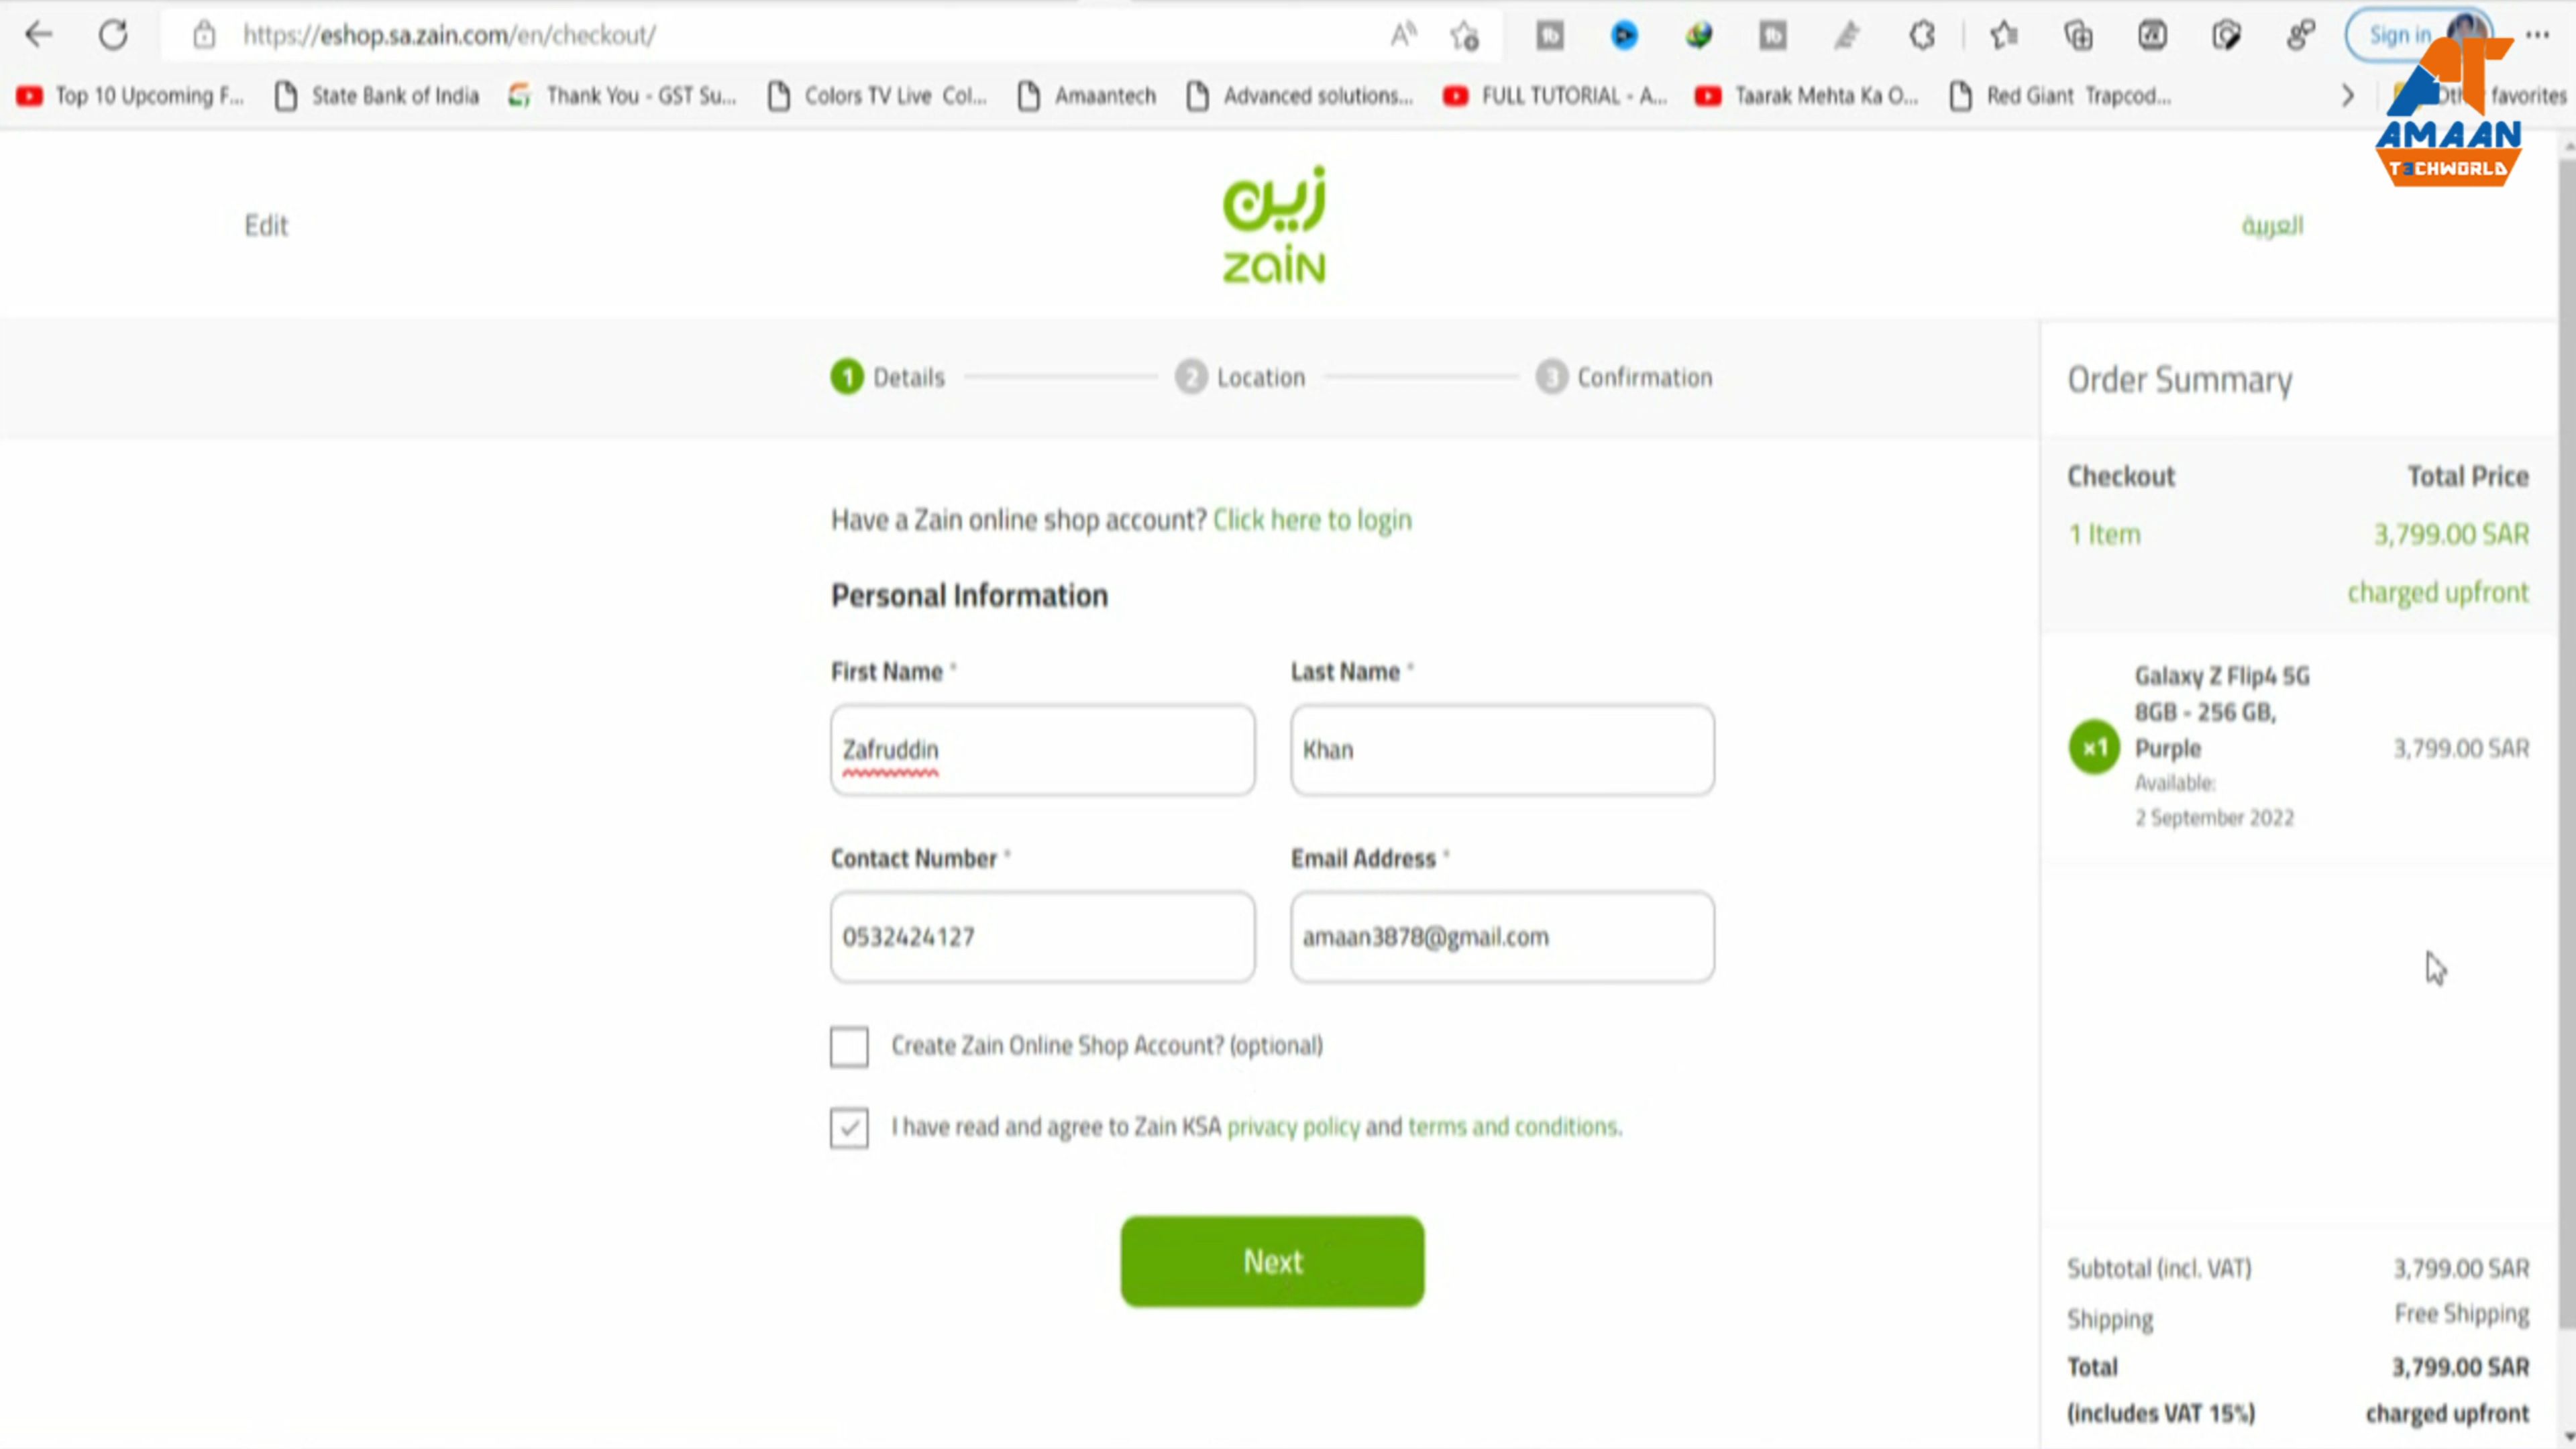 https://eshop.sa.zain.com/en/checkout/
Sign in
Top 10 Upcoming F...
State Bank of India
Thank You - GST Su...
Colors TV Live Col...
Amaantech
Advanced solutions...
FULL TUTORIAL - A...
Taarak Mehta Ka O...
Red Giant Trapcod...
favorites
AT
AMAAN
T3CHWORLD
Edit
زين
zain
العربية
1 Details
2 Location
3 Confirmation
Order Summary
Checkout Total Price
1 Item 3,799.00 SAR
charged upfront
Have a Zain online shop account? Click here to login
Personal Information
First Name * Last Name *
Zafruddin Khan
Contact Number * Email Address *
0532424127 amaan3878@gmail.com
Create Zain Online Shop Account? (optional)
I have read and agree to Zain KSA privacy policy and terms and conditions.
Next
Galaxy Z Flip4 5G
8GB - 256 GB,
x1 Purple 3,799.00 SAR
Available:
2 September 2022
Subtotal (incl. VAT) 3,799.00 SAR
Shipping Free Shipping
Total 3,799.00 SAR
(includes VAT 15%) charged upfront